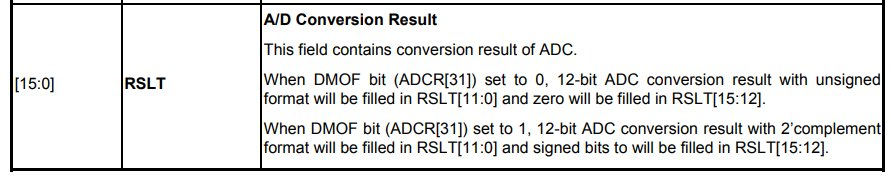 A/D Conversion Result
This field contains conversion result of ADC.
[15:0]
RSLT
When DMOF bit (ADCR[31]) set to 0, 12-bit ADC conversion result with unsigned
format will be filled in RSLT[11:0] and zero will be filled in RSLT[15:12].
When DMOF bit (ADCR[31]) set to 1, 12-bit ADC conversion result with 2'complement
format will be filled in RSLT[11:0] and signed bits to will be filled in RSLT[15:12].